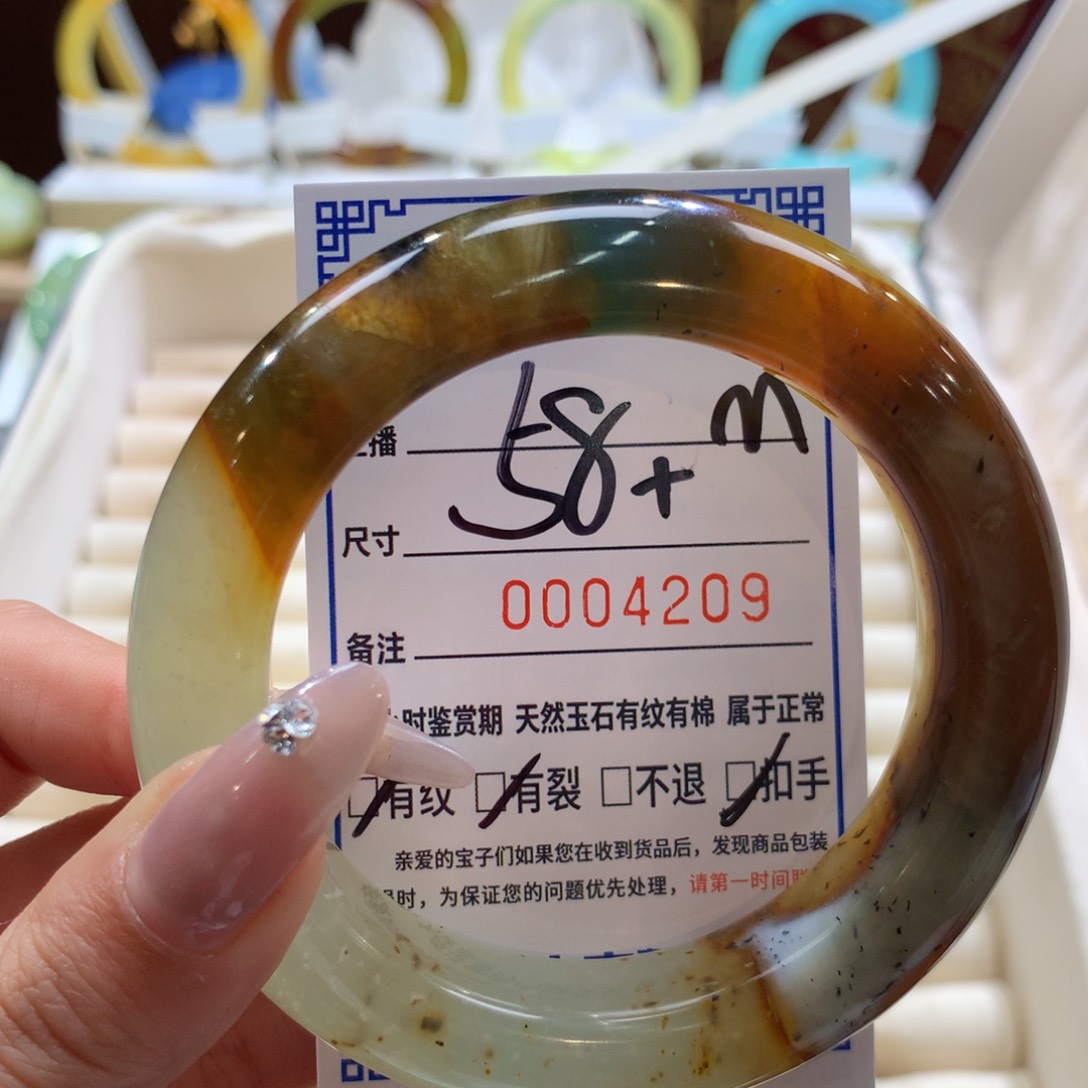 播 58+ m
尺寸
0004209
备注
时鉴赏期 天然玉石有纹有棉 属于正常
□有纹 □有裂 □不退 □扣手
亲爱的宝子们如果您在收到货品后，发现商品包装
时，为保证您的问题优先处理，请第一时间